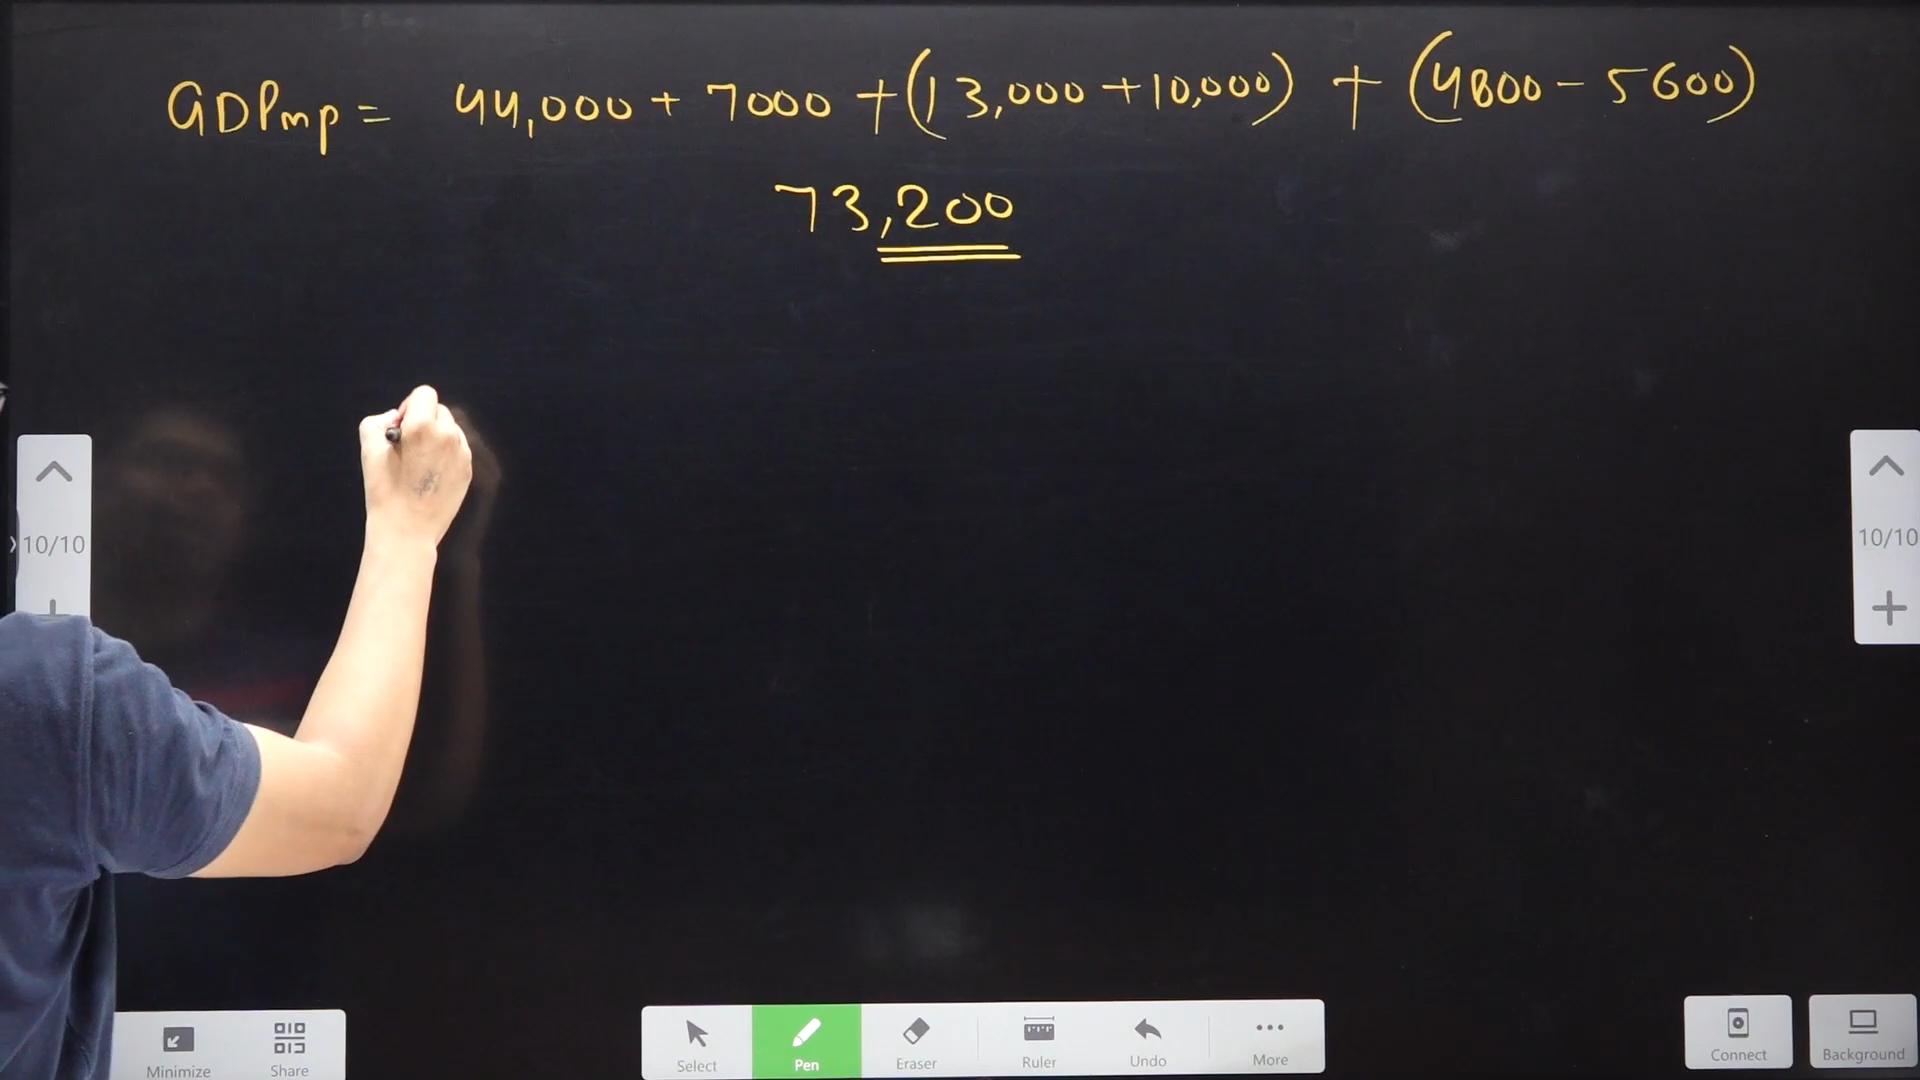 GDPmp = 44,000 + 7000 + (13,000 + 10,000) + (4800 - 5600)
73,200
10/10
10/10
Minimize
Share
Select
Pen
Eraser
Ruler
Undo
More
Connect
Background